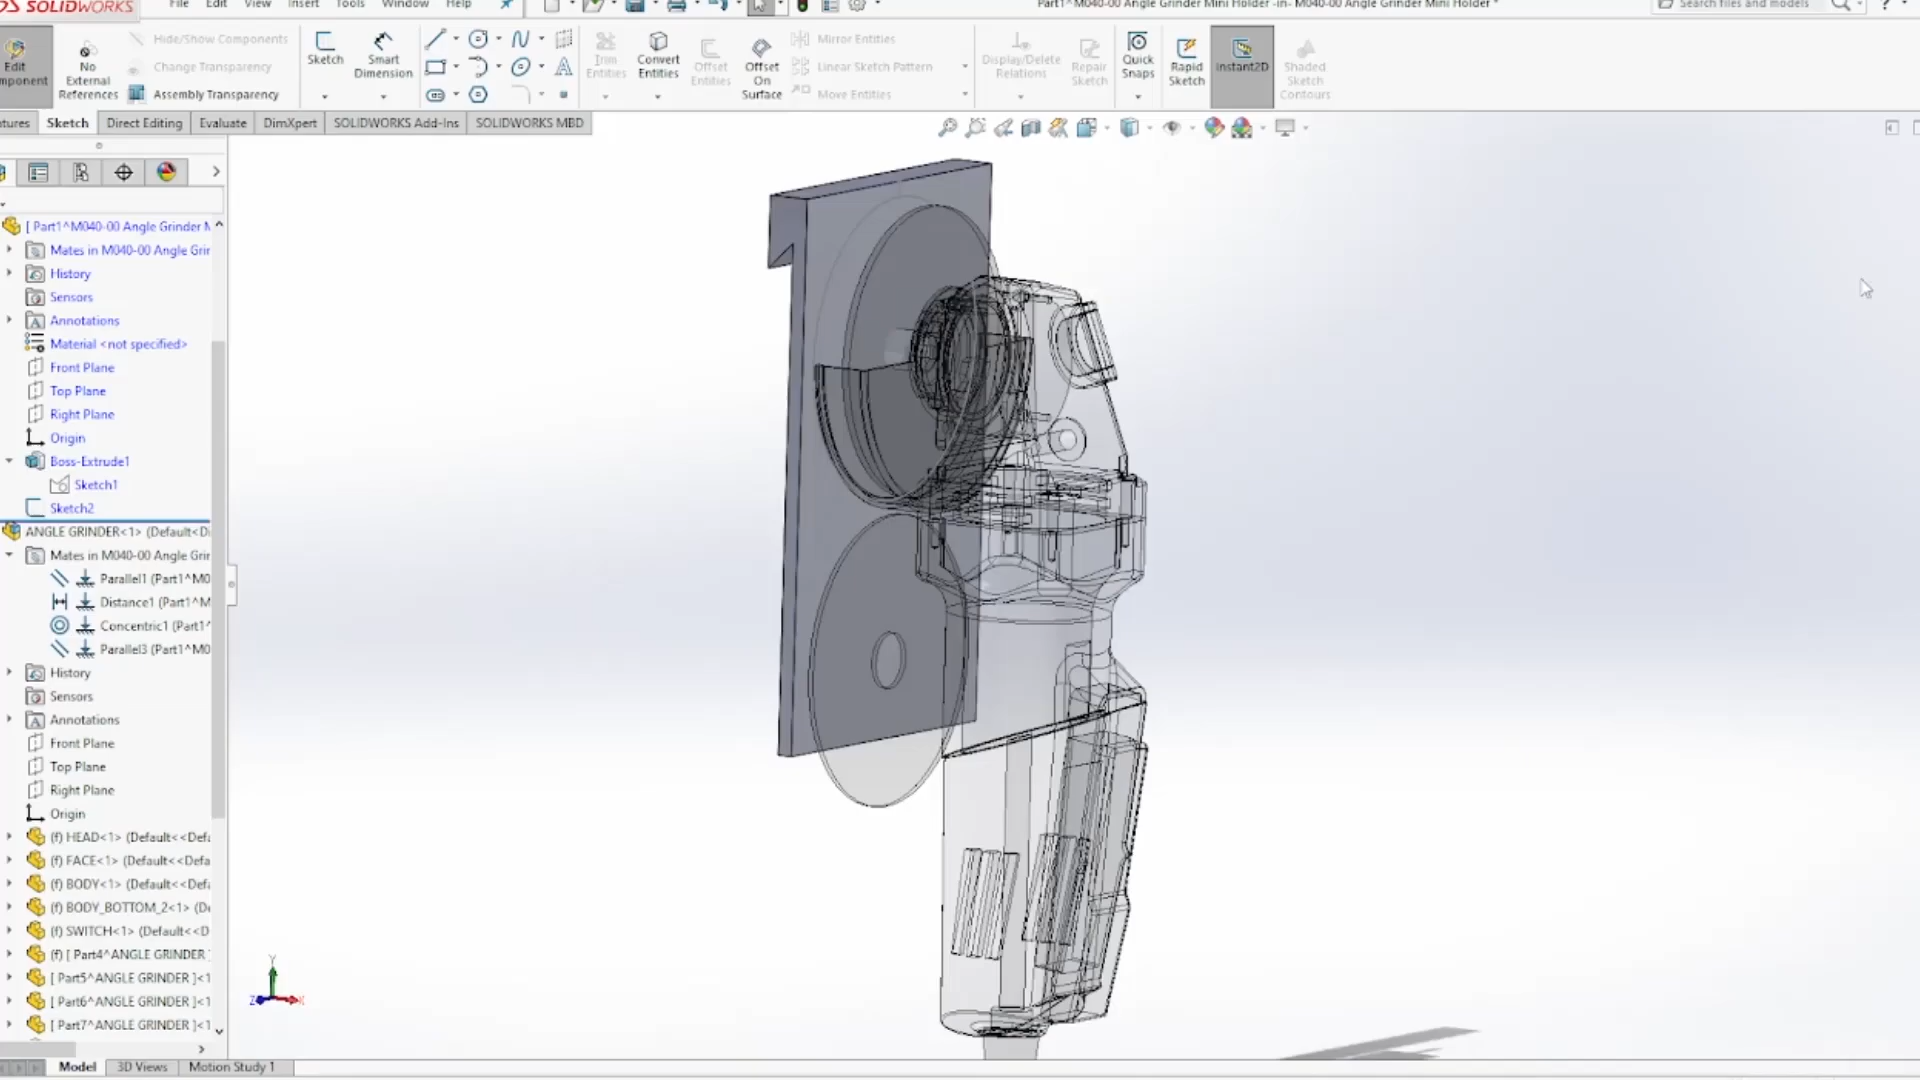 SOLIDWORKS File Edit View Insert Tools Window Help
Part1^M040-00 Angle Grinder Mini Holder -in- M040-00 Angle Grinder Mini Holder *
Search files and models
?
Edit
mponent
No
External
References
Hide/Show Components
Change Transparency
Assembly Transparency
Sketch
Smart
Dimension
Trim
Entities
Convert
Entities
Offset
Entities
Offset
On
Surface
Mirror Entities
Linear Sketch Pattern
Move Entities
Display/Delete
Relations
Repair
Sketch
Quick
Snaps
Rapid
Sketch
Instant2D
Shaded
Sketch
Contours
tures Sketch Direct Editing Evaluate DimXpert SOLIDWORKS Add-Ins SOLIDWORKS MBD
[ Part1^M040-00 Angle Grinder M
Mates in M040-00 Angle Grin
History
Sensors
Annotations
Material <not specified>
Front Plane
Top Plane
Right Plane
Origin
Boss-Extrude1
Sketch1
Sketch2
ANGLE GRINDER<1> (Default<Di
Mates in M040-00 Angle Grin
Parallel1 (Part1^M0
Distance1 (Part1^M
Concentric1 (Part1^
Parallel3 (Part1^M0
History
Sensors
Annotations
Front Plane
Top Plane
Right Plane
Origin
(f) HEAD<1> (Default<<Defa
(f) FACE<1> (Default<<Defa
(f) BODY<1> (Default<<Defa
(f) BODY_BOTTOM_2<1> (De
(f) SWITCH<1> (Default<<D
(f) [ Part4^ANGLE GRINDER ]
[ Part5^ANGLE GRINDER ]<1
[ Part6^ANGLE GRINDER ]<1
[ Part7^ANGLE GRINDER ]<1
Y
Z X
Model 3D Views Motion Study 1